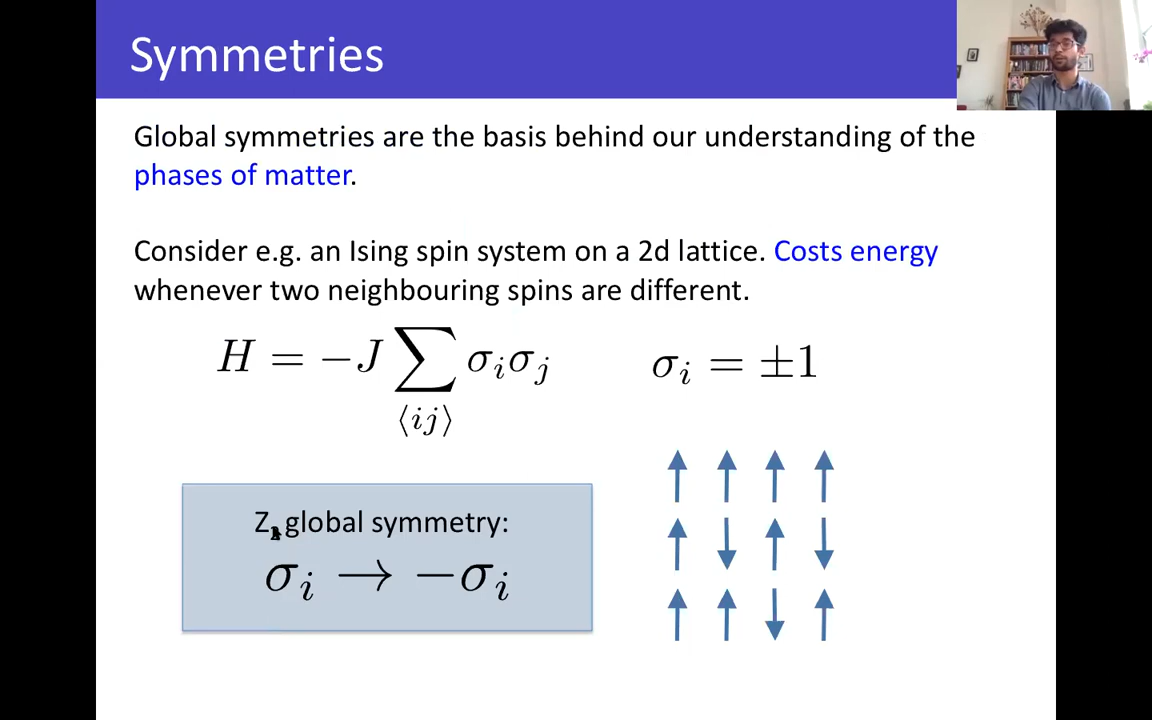 Symmetries
Global symmetries are the basis behind our understanding of the
phases of matter.
Consider e.g. an Ising spin system on a 2d lattice. Costs energy
whenever two neighbouring spins are different.
H = −J ∑⟨ij⟩ σᵢσⱼ σᵢ = ±1
Z₂ global symmetry:
σᵢ → −σᵢ